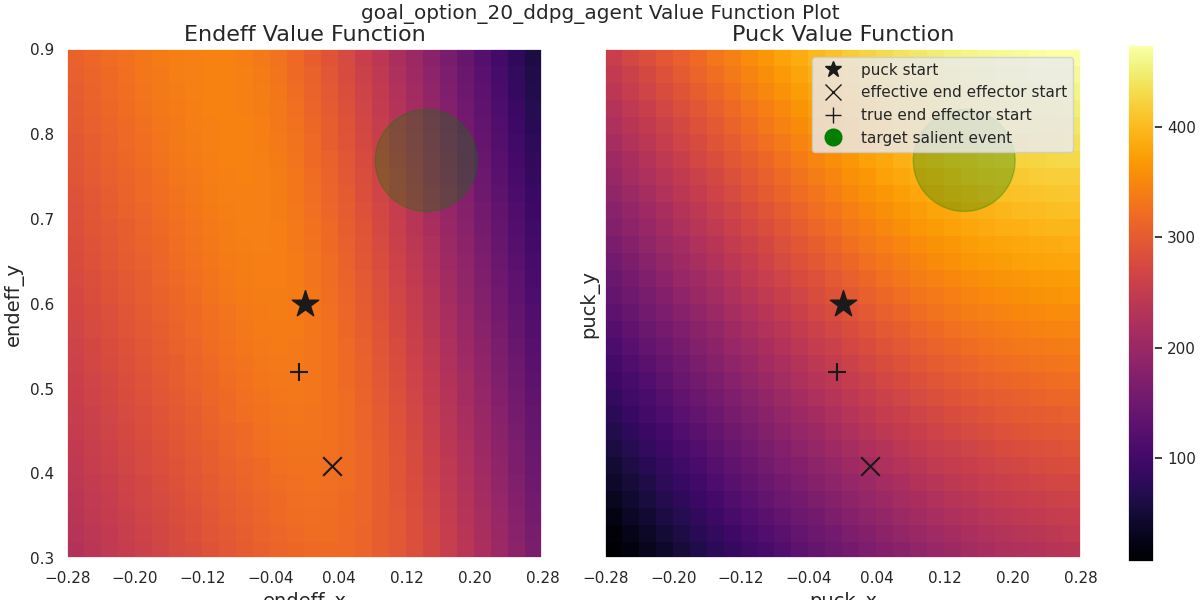 goal_option_20_ddpg_agent Value Function Plot
Endeff Value Function
Puck Value Function
0.9
0.8
0.7
0.6
0.5
0.4
0.3
endeff_y
−0.28 −0.20 −0.12 −0.04 0.04 0.12 0.20 0.28
endeff_x
puck_y
puck start
effective end effector start
true end effector start
target salient event
−0.28 −0.20 −0.12 −0.04 0.04 0.12 0.20 0.28
puck_x
400
300
200
100